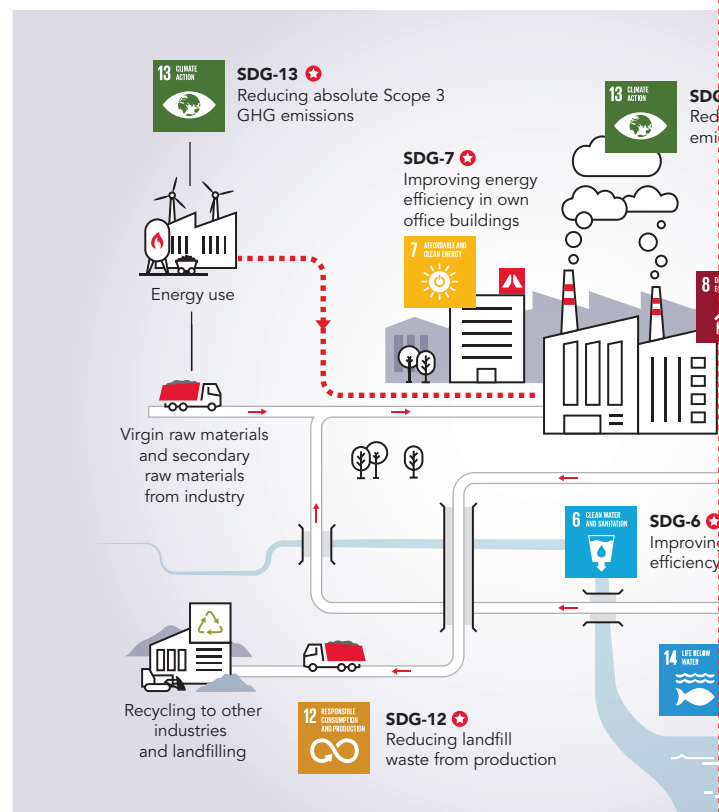 13 CLIMATE
ACTION
SDG-13
Reducing absolute Scope 3
GHG emissions
13 CLIMATE
ACTION
SDG-7
Improving energy
efficiency in own
office buildings
7 AFFORDABLE AND
CLEAN ENERGY
8
Energy use
Virgin raw materials
and secondary
raw materials
from industry
6 CLEAN WATER
AND SANITATION
SDG-6
Improving
efficiency
14 LIFE BELOW
WATER
Recycling to other
industries
and landfilling
12 RESPONSIBLE
CONSUMPTION
AND PRODUCTION
SDG-12
Reducing landfill
waste from production